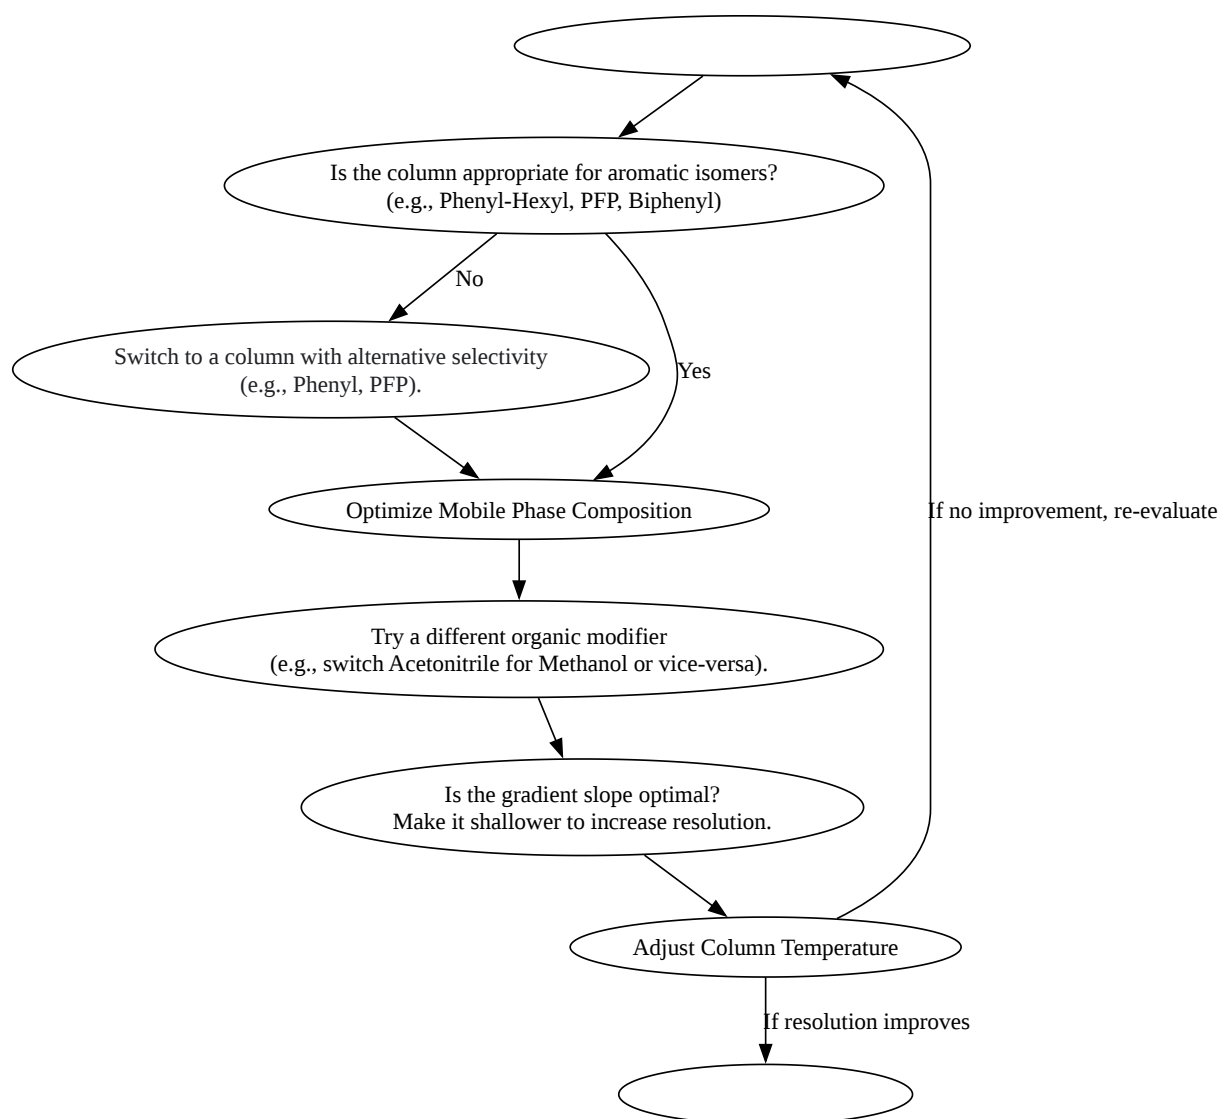 Is the column appropriate for aromatic isomers?
(e.g., Phenyl-Hexyl, PFP, Biphenyl)
No
Switch to a column with alternative selectivity
(e.g., Phenyl, PFP).
Yes
Optimize Mobile Phase Composition
If no improvement, re-evaluate
Try a different organic modifier
(e.g., switch Acetonitrile for Methanol or vice-versa).
Is the gradient slope optimal?
Make it shallower to increase resolution.
Adjust Column Temperature
If resolution improves